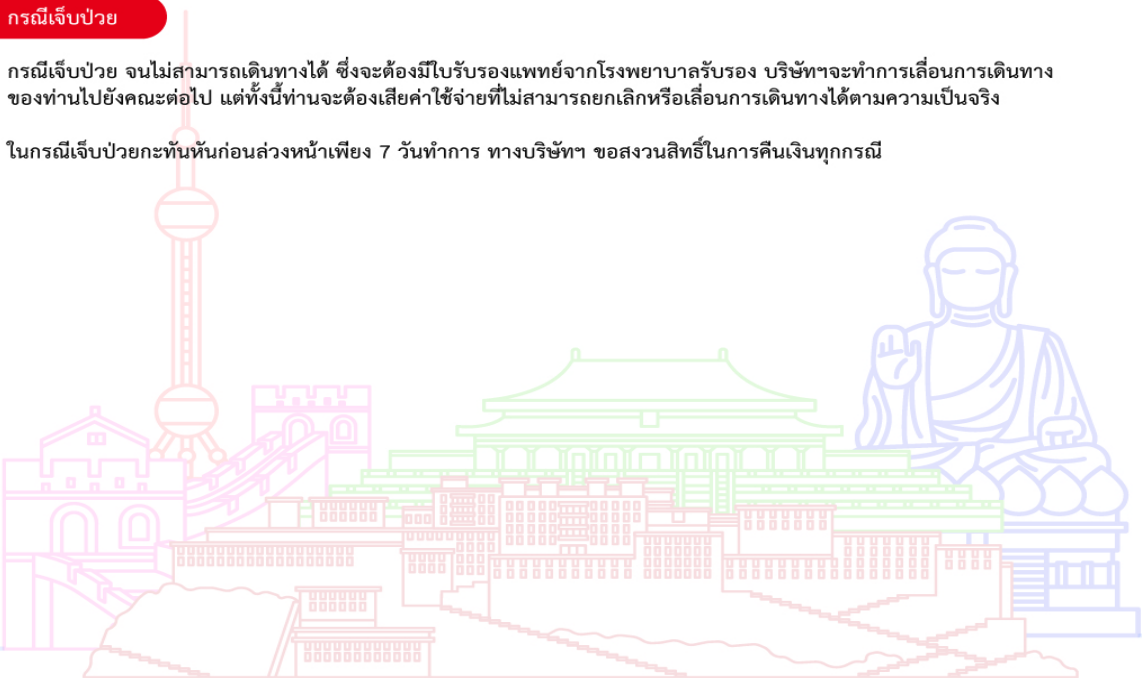 กรณีเจ็บป่วย
กรณีเจ็บป่วย จนไม่สามารถเดินทางได้ ซึ่งจะต้องมีใบรับรองแพทย์จากโรงพยาบาลรับรอง บริษัทฯจะทำการเลื่อนการเดินทาง
ของท่านไปยังคณะต่อไป แต่ทั้งนี้ท่านจะต้องเสียค่าใช้จ่ายที่ไม่สามารถยกเลิกหรือเลื่อนการเดินทางได้ตามความเป็นจริง
ในกรณีเจ็บป่วยกะทันหันก่อนล่วงหน้าเพียง 7 วันทำการ ทางบริษัทฯ ขอสงวนสิทธิ์ในการคืนเงินทุกกรณี